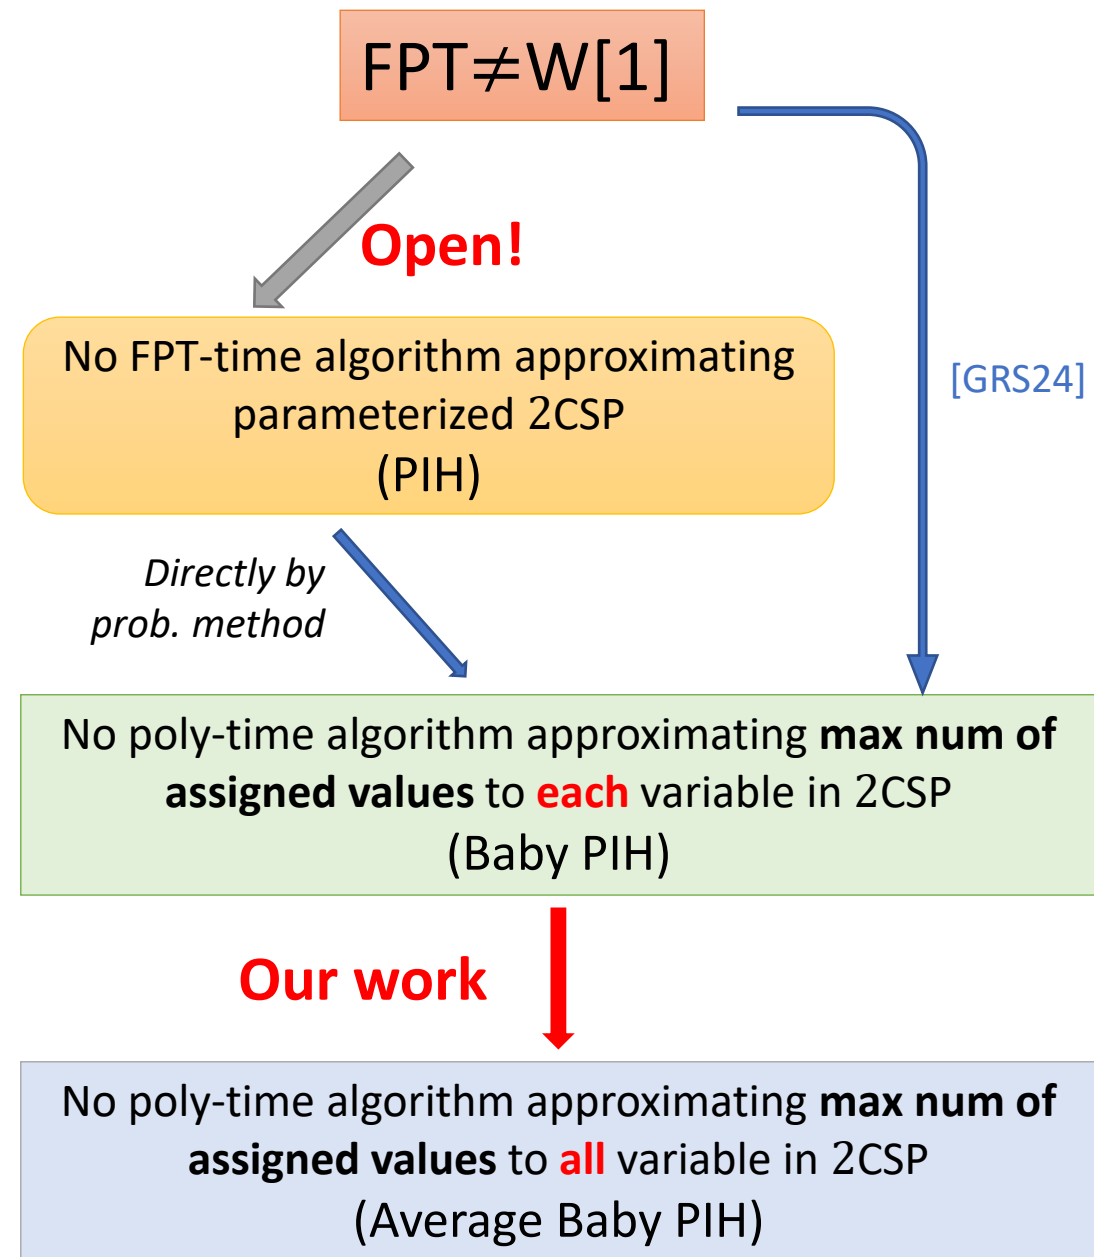 FPT≠W[1]
Open!
No FPT-time algorithm approximating
parameterized 2CSP
(PIH)
[GRS24]
Directly by
prob. method
No poly-time algorithm approximating max num of
assigned values to each variable in 2CSP
(Baby PIH)
Our work
No poly-time algorithm approximating max num of
assigned values to all variable in 2CSP
(Average Baby PIH)